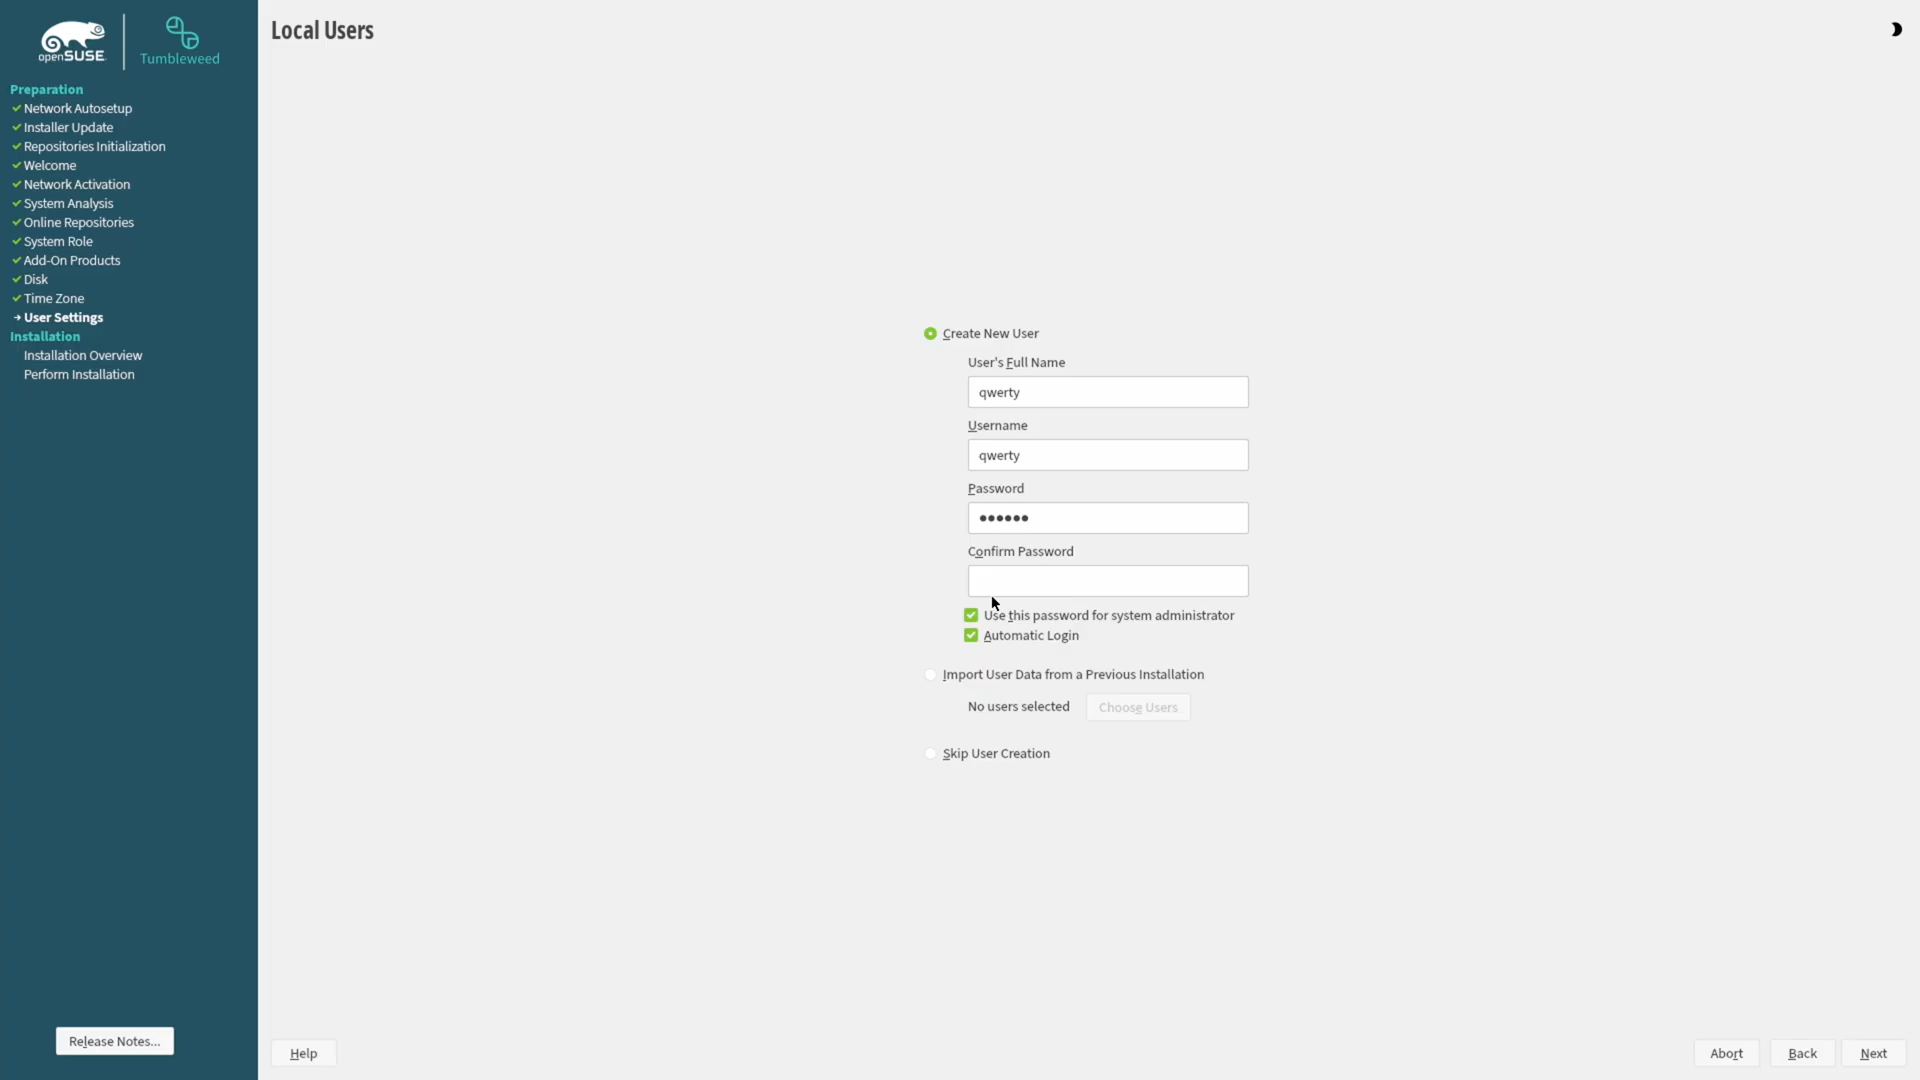 openSUSE
Tumbleweed
Preparation
Network Autosetup
Installer Update
Repositories Initialization
Welcome
Network Activation
System Analysis
Online Repositories
System Role
Add-On Products
Disk
Time Zone
User Settings
Installation
Installation Overview
Perform Installation
Release Notes...
Local Users
Create New User
User's Full Name
qwerty
Username
qwerty
Password
●●●●●●
Confirm Password
Use this password for system administrator
Automatic Login
Import User Data from a Previous Installation
No users selected
Choose Users
Skip User Creation
Help
Abort
Back
Next